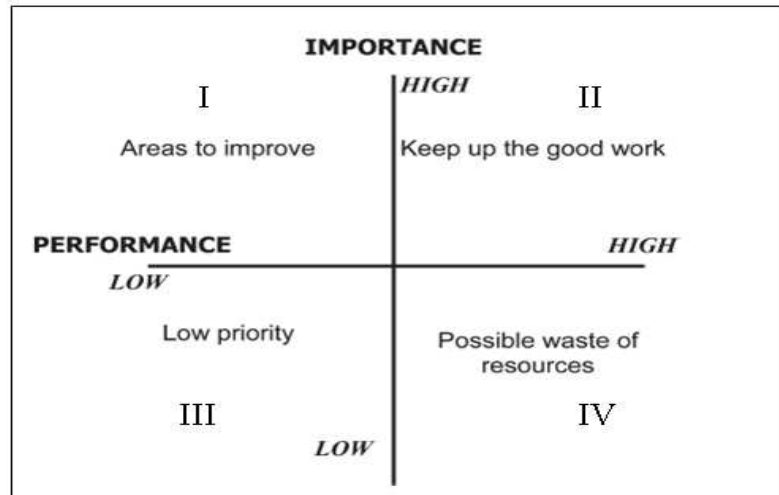 IMPORTANCE
HIGH
I
II
Areas to improve
Keep up the good work
PERFORMANCE
HIGH
LOW
Low priority
Possible waste of
resources
III
IV
LOW